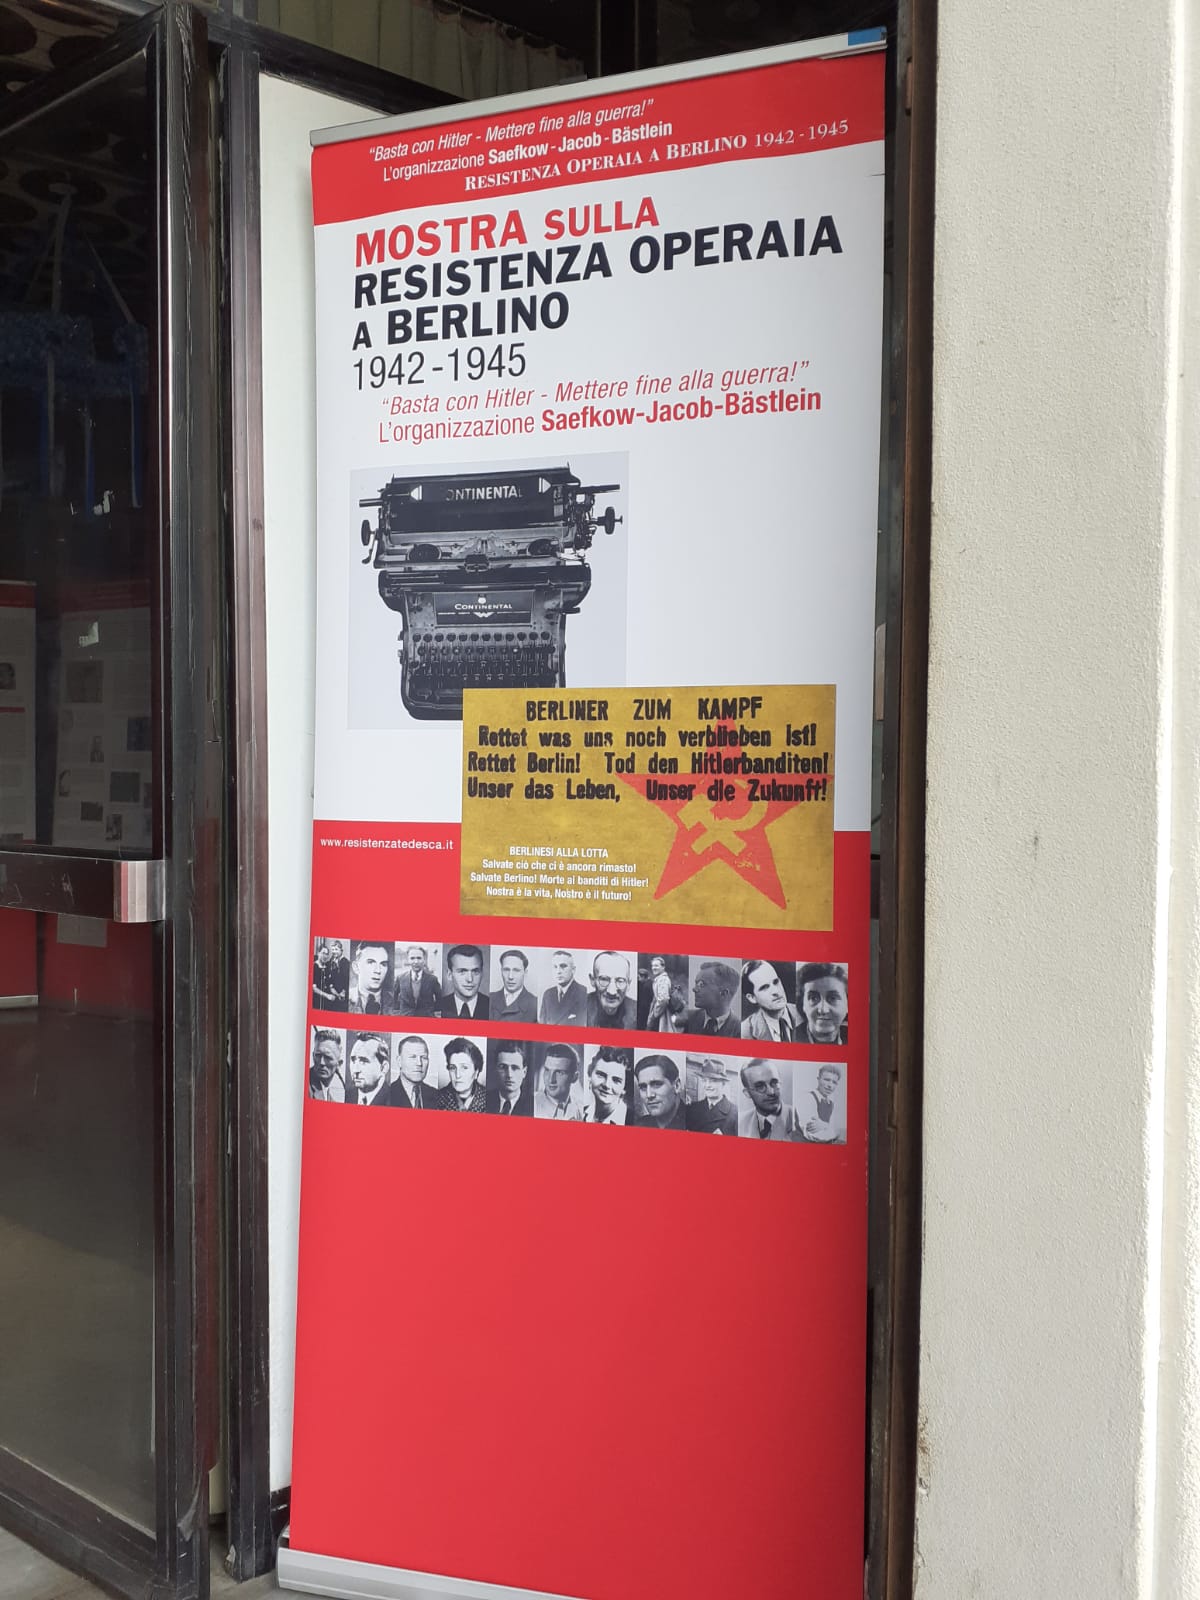 "Basta con Hitler - Mettere fine alla guerra!"
L'organizzazione Saefkow - Jacob - Bästlein
RESISTENZA OPERAIA A BERLINO 1942 - 1945
MOSTRA SULLA
RESISTENZA OPERAIA
A BERLINO
1942 - 1945
"Basta con Hitler - Mettere fine alla guerra!"
L'organizzazione Saefkow-Jacob-Bästlein
ONTINENTAL
CONTINENTAL
BERLINER ZUM KAMPF
Rettet was uns noch verblieben ist!
Rettet Berlin! Tod den Hitlerbanditen!
Unser das Leben, Unser die Zukunft!
www.resistenzatedesca.it
BERLINESI ALLA LOTTA
Salvate ciò che ci è ancora rimasto!
Salvate Berlino! Morte ai banditi di Hitler!
Nostra è la vita, Nostro è il futuro!